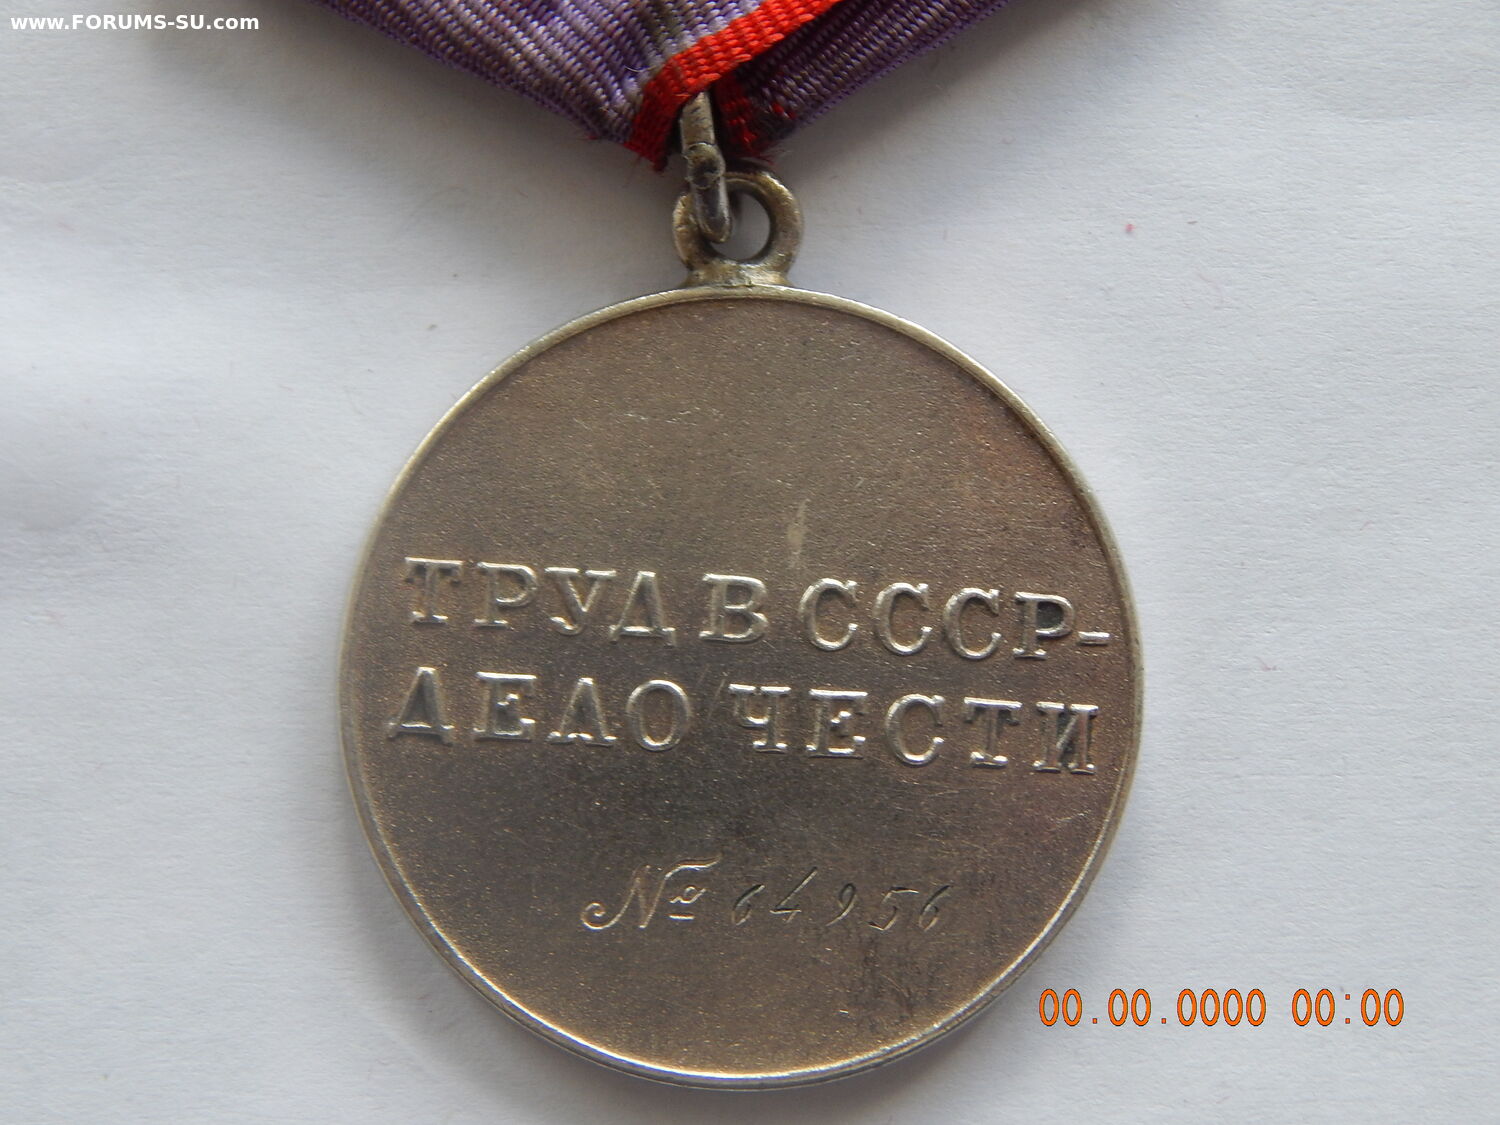 www.FORUMS-SU.com
ТРУД В СССР-
ДЕЛО ЧЕСТИ
№ 64956
00.00.0000 00:00